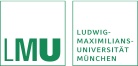 LMU
LUDWIG-
MAXIMILIANS-
UNIVERSITÄT
MÜNCHEN